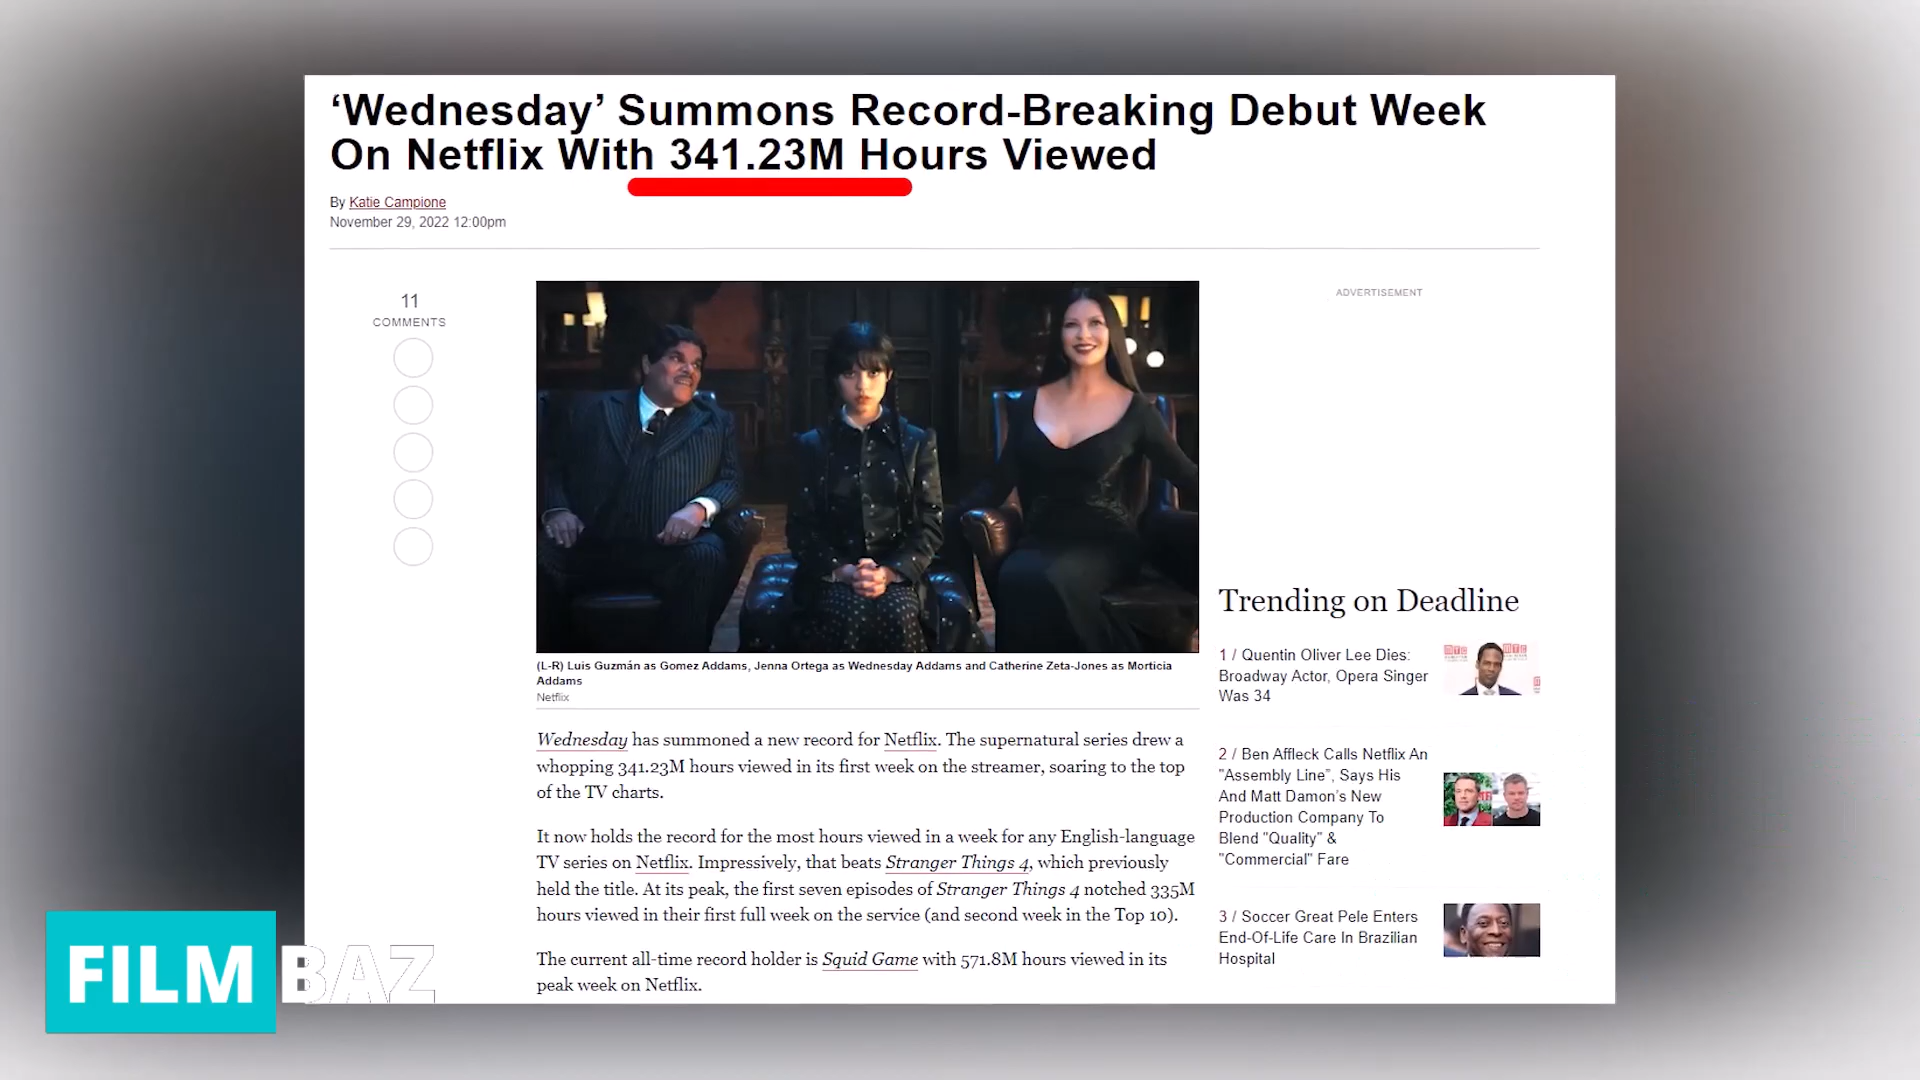 ‘Wednesday’ Summons Record-Breaking Debut Week
On Netflix With 341.23M Hours Viewed
By Katie Campione
November 29, 2022 12:00pm
11
COMMENTS
ADVERTISEMENT
(L-R) Luis Guzmán as Gomez Addams, Jenna Ortega as Wednesday Addams and Catherine Zeta-Jones as Morticia
Addams
Netflix
Wednesday has summoned a new record for Netflix. The supernatural series drew a
whopping 341.23M hours viewed in its first week on the streamer, soaring to the top
of the TV charts.
It now holds the record for the most hours viewed in a week for any English-language
TV series on Netflix. Impressively, that beats Stranger Things 4, which previously
held the title. At its peak, the first seven episodes of Stranger Things 4 notched 335M
hours viewed in their first full week on the service (and second week in the Top 10).
The current all-time record holder is Squid Game with 571.8M hours viewed in its
peak week on Netflix.
Trending on Deadline
1 / Quentin Oliver Lee Dies:
Broadway Actor, Opera Singer
Was 34
2 / Ben Affleck Calls Netflix An
"Assembly Line", Says His
And Matt Damon's New
Production Company To
Blend "Quality" &
"Commercial" Fare
3 / Soccer Great Pele Enters
End-Of-Life Care In Brazilian
Hospital
FILM BAZ